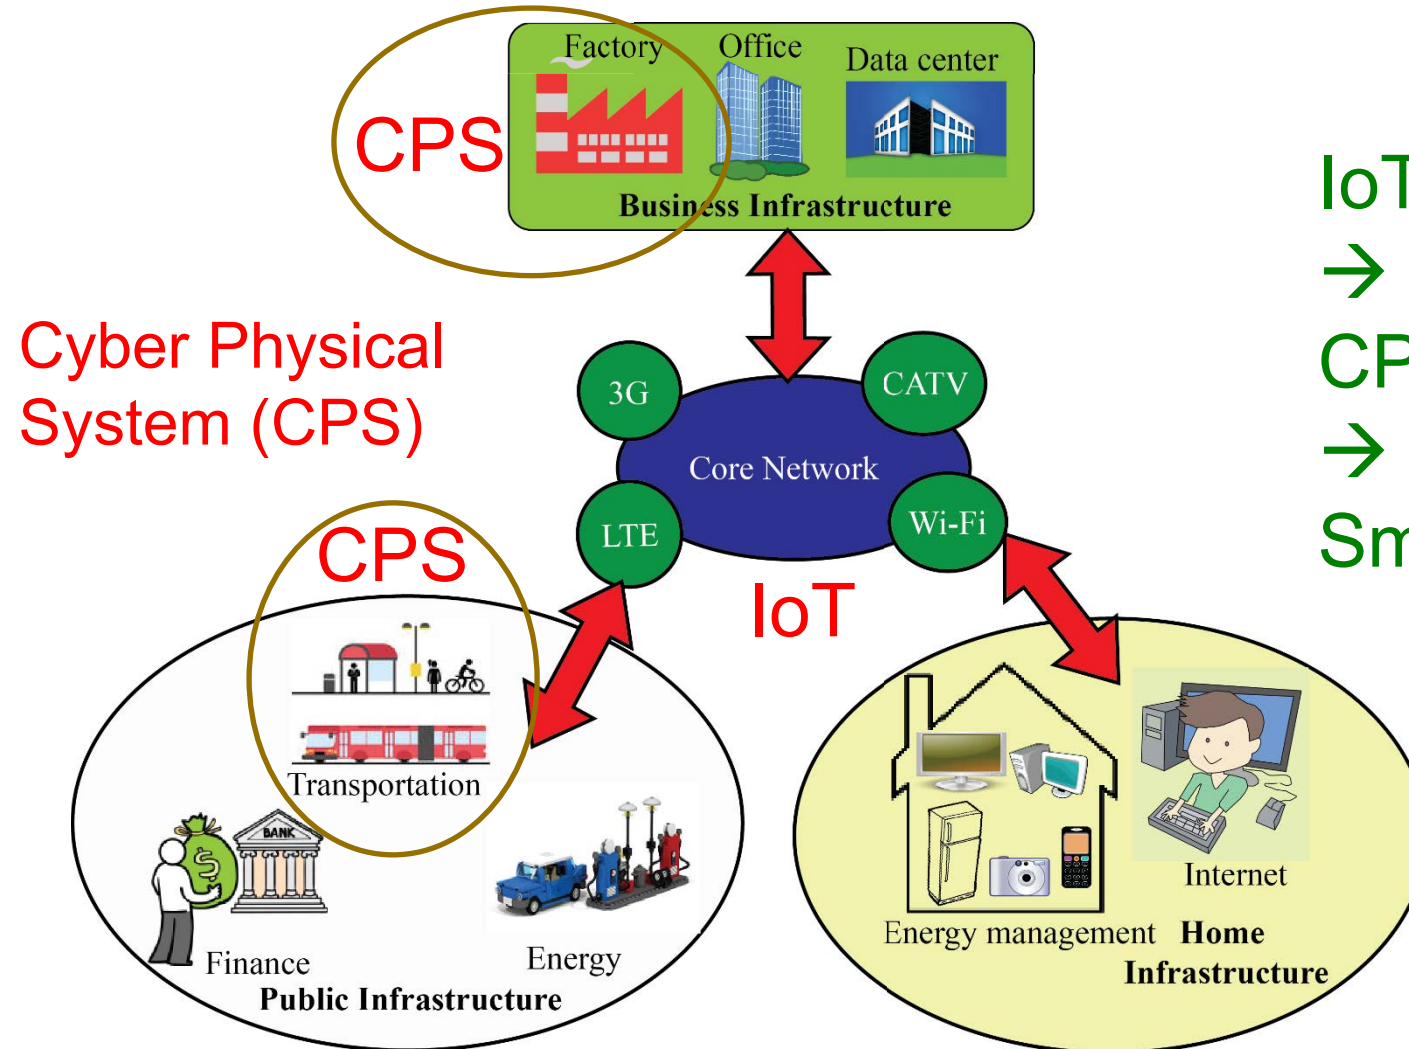 Factory
Office
Data center
CPS
Business Infrastructure
IoT
→
CP
→
Sm
Cyber Physical
System (CPS)
3G
CATV
Core Network
LTE
Wi-Fi
CPS
IoT
Transportation
BANK
$
Finance
Energy
Public Infrastructure
Internet
Energy management
Home
Infrastructure